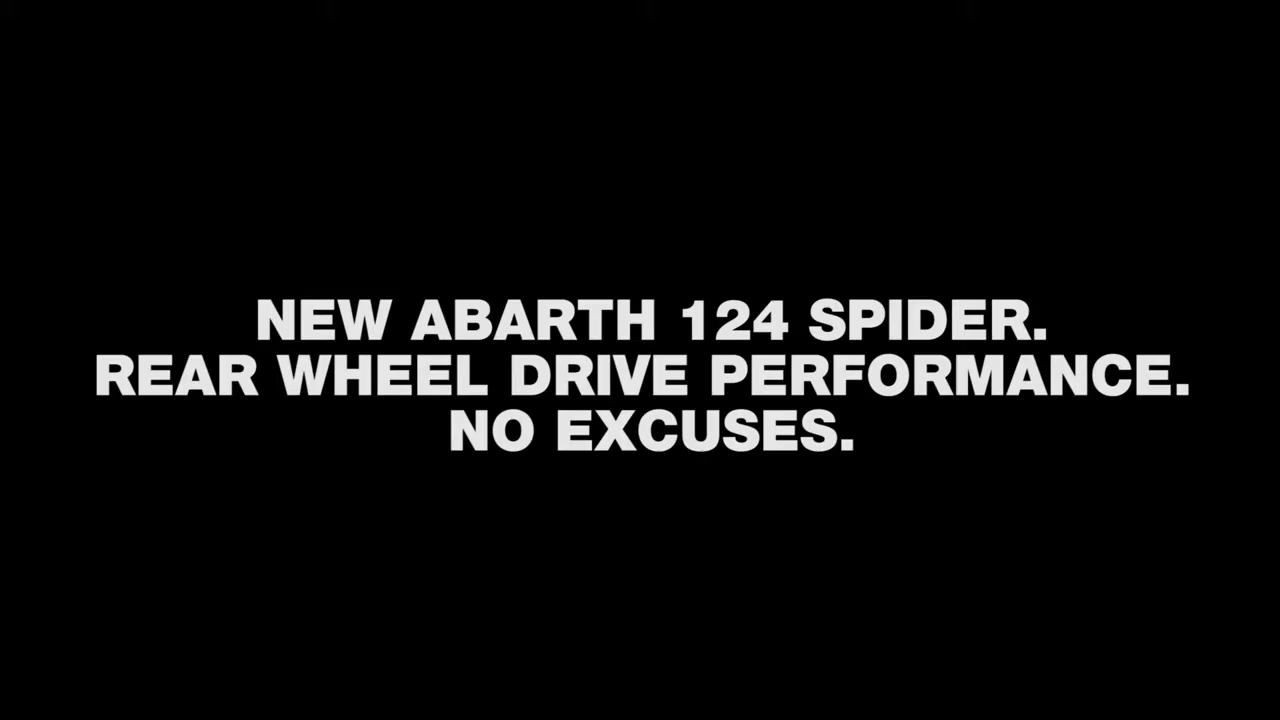 NEW ABARTH 124 SPIDER.
REAR WHEEL DRIVE PERFORMANCE.
NO EXCUSES.